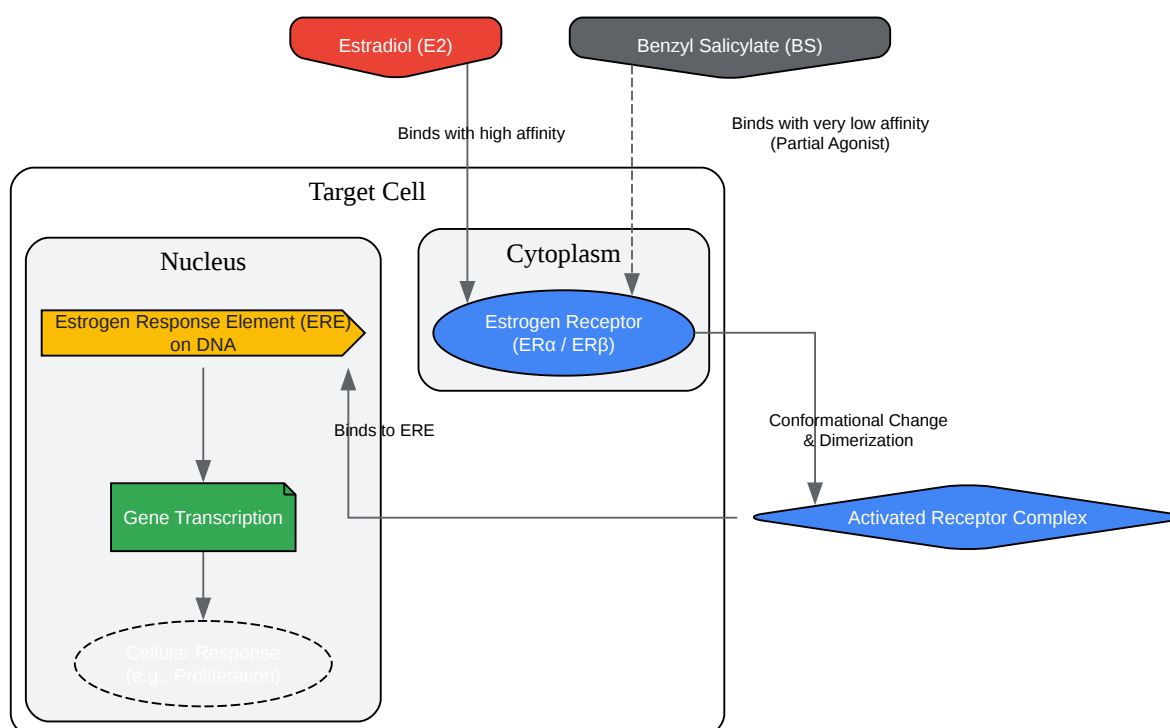 Estradiol (E2)
Benzyl Salicylate (BS)
Binds with high affinity
Binds with very low affinity
(Partial Agonist)
Target Cell
Nucleus
Cytoplasm
Estrogen Response Element (ERE)
on DNA
Estrogen Receptor
(ERα / ERβ)
Binds to ERE
Conformational Change
& Dimerization
Gene Transcription
Activated Receptor Complex
Cellular Response
(e.g., Proliferation)